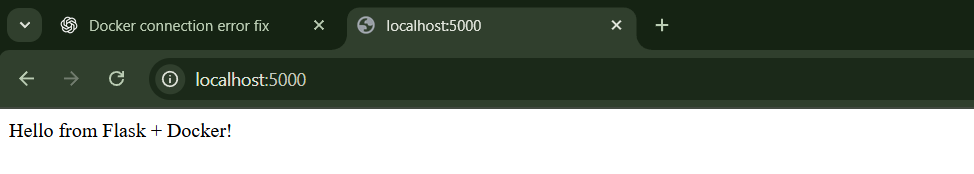 Docker connection error fix
localhost:5000
localhost:5000
Hello from Flask + Docker!